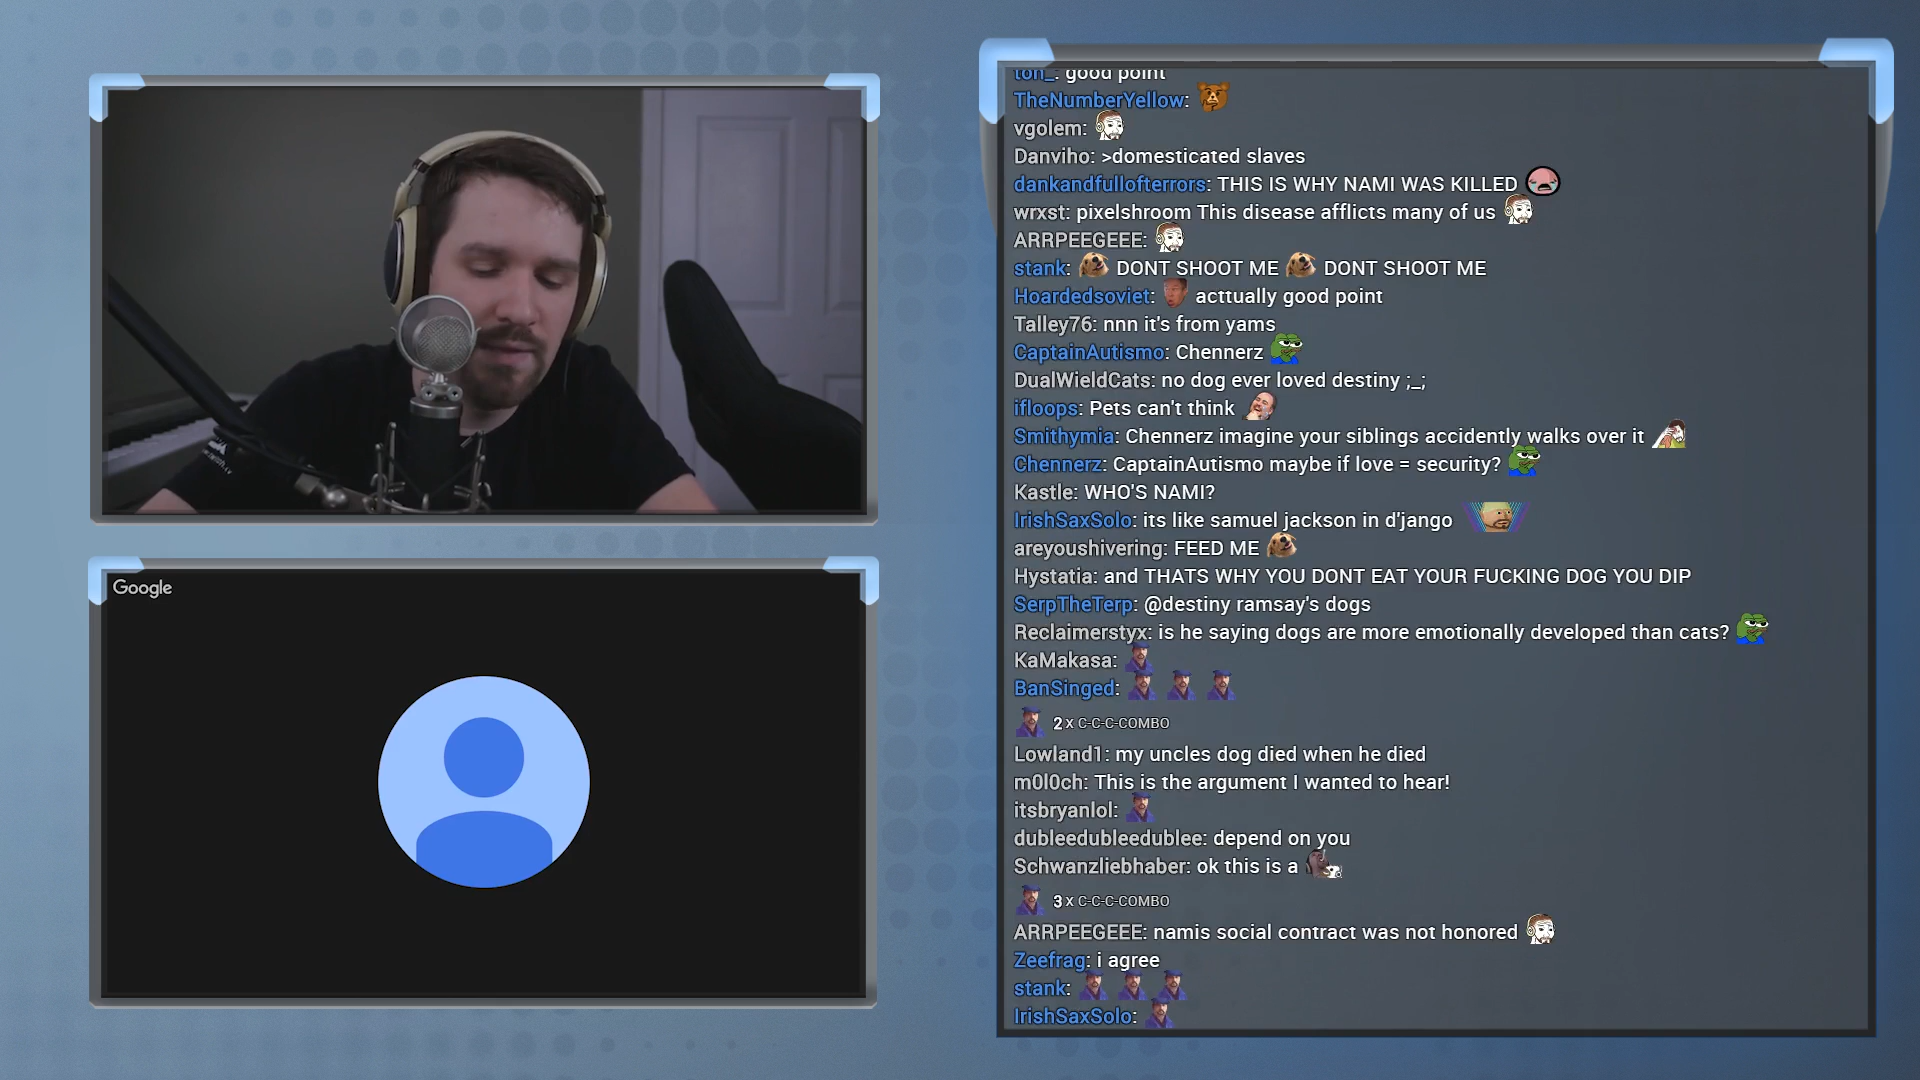 Google
ton_: good point
TheNumberYellow:
vgolem:
Danviho: >domesticated slaves
dankandfullofterrors: THIS IS WHY NAMI WAS KILLED
wrxst: pixelshroom This disease afflicts many of us
ARRPEEGEEE:
stank: DONT SHOOT ME DONT SHOOT ME
Hoardedsoviet: acttually good point
Talley76: nnn it's from yams
CaptainAutismo: Chennerz
DualWieldCats: no dog ever loved destiny ;_;
ifloops: Pets can't think
Smithymia: Chennerz imagine your siblings accidently walks over it
Chennerz: CaptainAutismo maybe if love = security?
Kastle: WHO'S NAMI?
IrishSaxSolo: its like samuel jackson in d'jango
areyoushivering: FEED ME
Hystatia: and THATS WHY YOU DONT EAT YOUR FUCKING DOG YOU DIP
SerpTheTerp: @destiny ramsay's dogs
Reclaimerstyx: is he saying dogs are more emotionally developed than cats?
KaMakasa:
BanSinged:
2x C-C-C-COMBO
Lowland1: my uncles dog died when he died
m0l0ch: This is the argument I wanted to hear!
itsbryanlol:
dubleedubleedublee: depend on you
Schwanzliebhaber: ok this is a
3x C-C-C-COMBO
ARRPEEGEEE: namis social contract was not honored
Zeefrag: i agree
stank:
IrishSaxSolo: